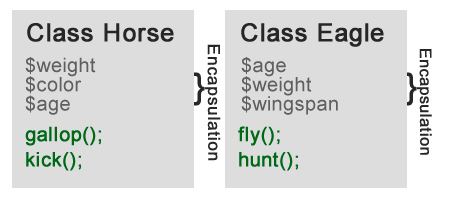 Class Horse
$weight
$color
$age
gallop();
kick();
Encapsulation
Class Eagle
$age
$weight
$wingspan
fly();
hunt();
Encapsulation